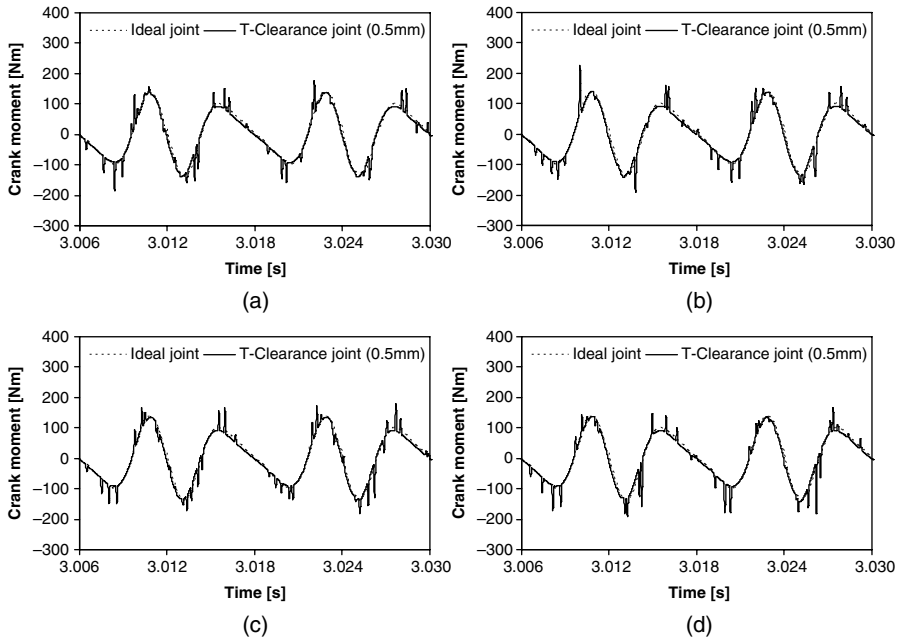 400
300
200
100
0
–100
–200
–300
Crank moment [Nm]
Ideal joint
T-Clearance joint (0.5mm)
3.006 3.012 3.018 3.024 3.030
Time [s]
(a)
400
300
200
100
0
–100
–200
–300
Crank moment [Nm]
Ideal joint
T-Clearance joint (0.5mm)
3.006 3.012 3.018 3.024 3.030
Time [s]
(b)
400
300
200
100
0
–100
–200
–300
Crank moment [Nm]
Ideal joint
T-Clearance joint (0.5mm)
3.006 3.012 3.018 3.024 3.030
Time [s]
(c)
400
300
200
100
0
–100
–200
–300
Crank moment [Nm]
Ideal joint
T-Clearance joint (0.5mm)
3.006 3.012 3.018 3.024 3.030
Time [s]
(d)